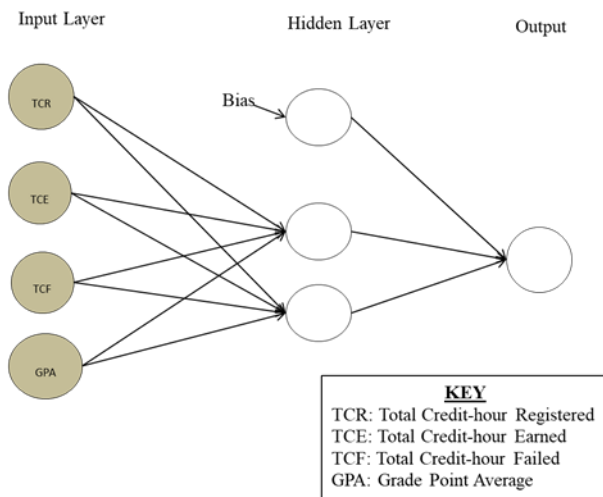 Input Layer
Hidden Layer
Output
TCR
Bias
TCE
TCF
GPA
KEY
TCR: Total Credit-hour Registered
TCE: Total Credit-hour Earned
TCF: Total Credit-hour Failed
GPA: Grade Point Average